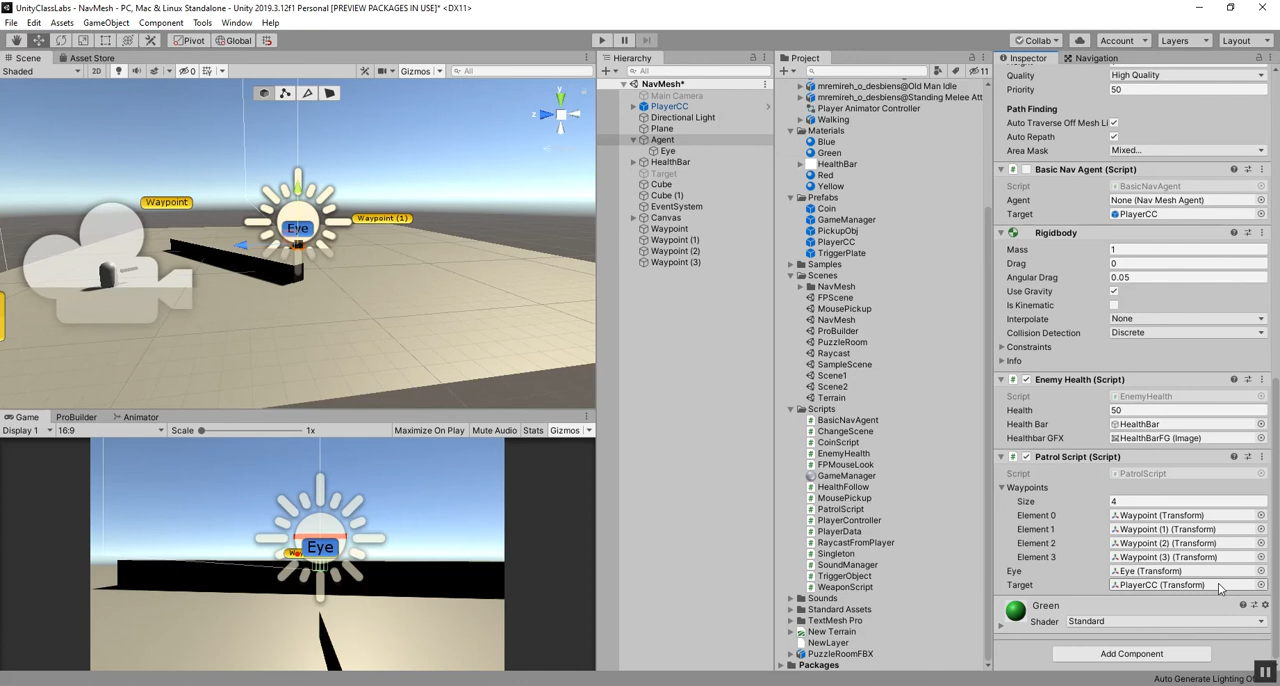 UnityClassLabs - NavMesh - PC, Mac & Linux Standalone - Unity 2019.3.12f1 Personal [PREVIEW PACKAGES IN USE]* <DX11>
File Edit Assets GameObject Component Tools Window Help
Pivot Global Collab Account Layers Layout
Scene Asset Store
Shaded 2D 0 Gizmos All
y
z
Waypoint
Waypoint (1)
Eye
Game ProBuilder Animator
Display 1 16:9 Scale 1x Maximize On Play Mute Audio Stats Gizmos
Eye
Hierarchy
All
NavMesh*
Main Camera
PlayerCC
Directional Light
Plane
Agent
Eye
HealthBar
Target
Cube
Cube (1)
EventSystem
Canvas
Waypoint
Waypoint (1)
Waypoint (2)
Waypoint (3)
Project
11
mremireh_o_desbiens@Old Man Idle
mremireh_o_desbiens@Standing Melee Att
Player Animator Controller
Walking
Materials
Blue
Green
HealthBar
Red
Yellow
Prefabs
Coin
GameManager
PickupObj
PlayerCC
TriggerPlate
Samples
Scenes
NavMesh
FPScene
MousePickup
NavMesh
ProBuilder
PuzzleRoom
Raycast
SampleScene
Scene1
Scene2
Terrain
Scripts
BasicNavAgent
ChangeScene
CoinScript
EnemyHealth
FPMouseLook
GameManager
HealthFollow
MousePickup
PatrolScript
PlayerController
PlayerData
RaycastFromPlayer
Singleton
SoundManager
TriggerObject
WeaponScript
Sounds
Standard Assets
TextMesh Pro
New Terrain
NewLayer
PuzzleRoomFBX
Packages
Inspector Navigation
Quality High Quality
Priority 50
Path Finding
Auto Traverse Off Mesh Li
Auto Repath
Area Mask Mixed...
Basic Nav Agent (Script)
Script BasicNavAgent
Agent None (Nav Mesh Agent)
Target PlayerCC
Rigidbody
Mass 1
Drag 0
Angular Drag 0.05
Use Gravity
Is Kinematic
Interpolate None
Collision Detection Discrete
Constraints
Info
Enemy Health (Script)
Script EnemyHealth
Health 50
Health Bar HealthBar
Healthbar GFX HealthBarFG (Image)
Patrol Script (Script)
Script PatrolScript
Waypoints
Size 4
Element 0 Waypoint (Transform)
Element 1 Waypoint (1) (Transform)
Element 2 Waypoint (2) (Transform)
Element 3 Waypoint (3) (Transform)
Eye Eye (Transform)
Target PlayerCC (Transform)
Green
Shader Standard
Add Component
Auto Generate Lighting O